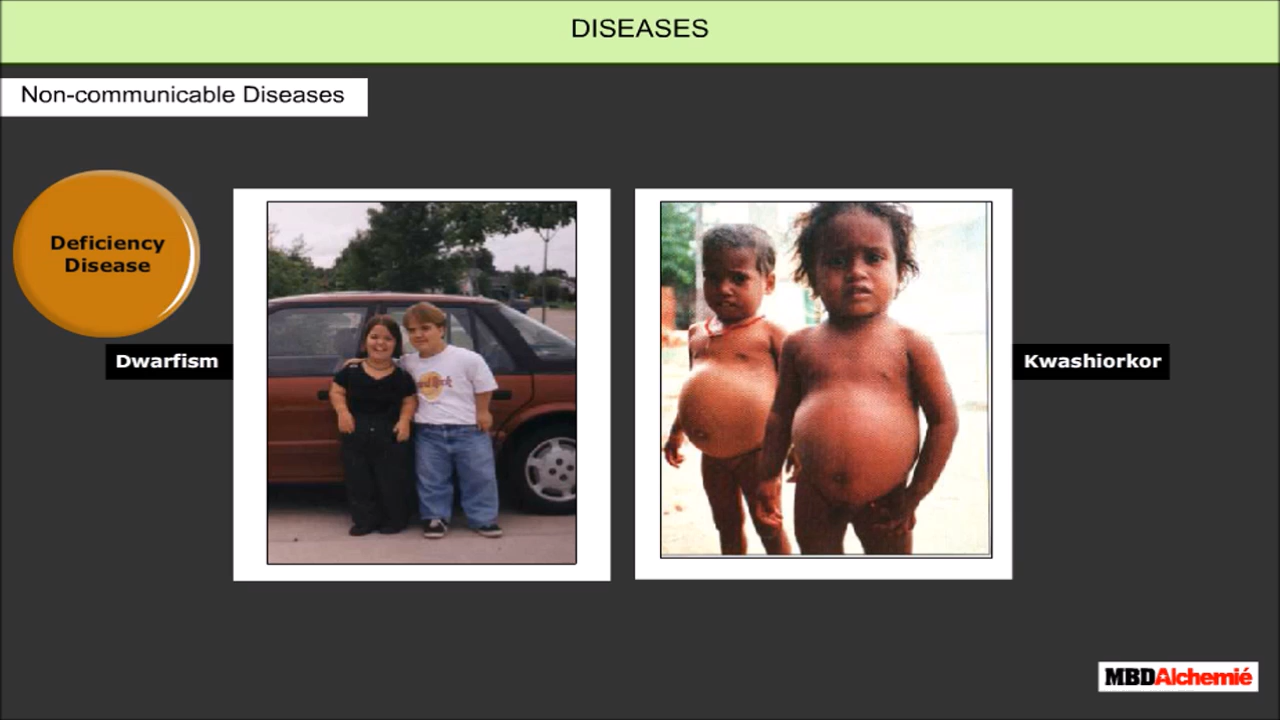 DISEASES
Non-communicable Diseases
Deficiency
Disease
Dwarfism
Kwashiorkor
MBDAlchemié